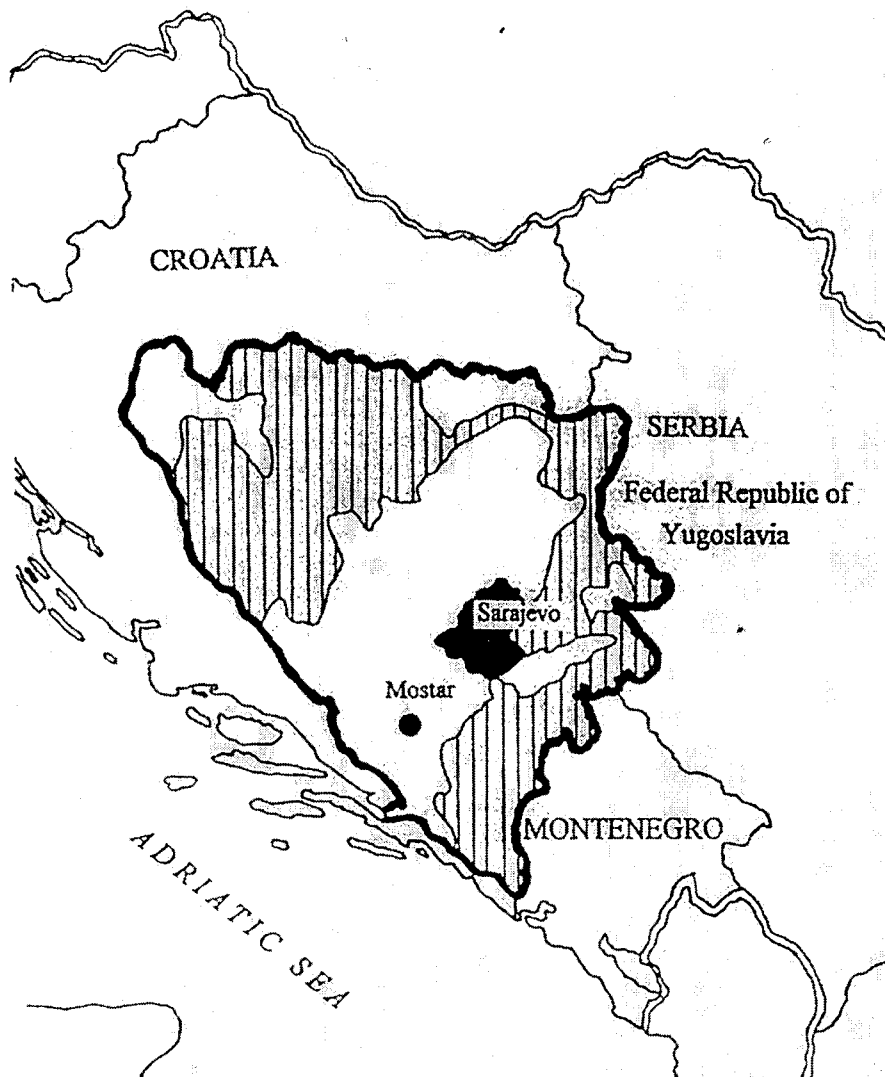 CROATIA
SERBIA
Federal Republic of
Yugoslavia
Sarajevo
Mostar
MONTENEGRO
ADRIATIC SEA